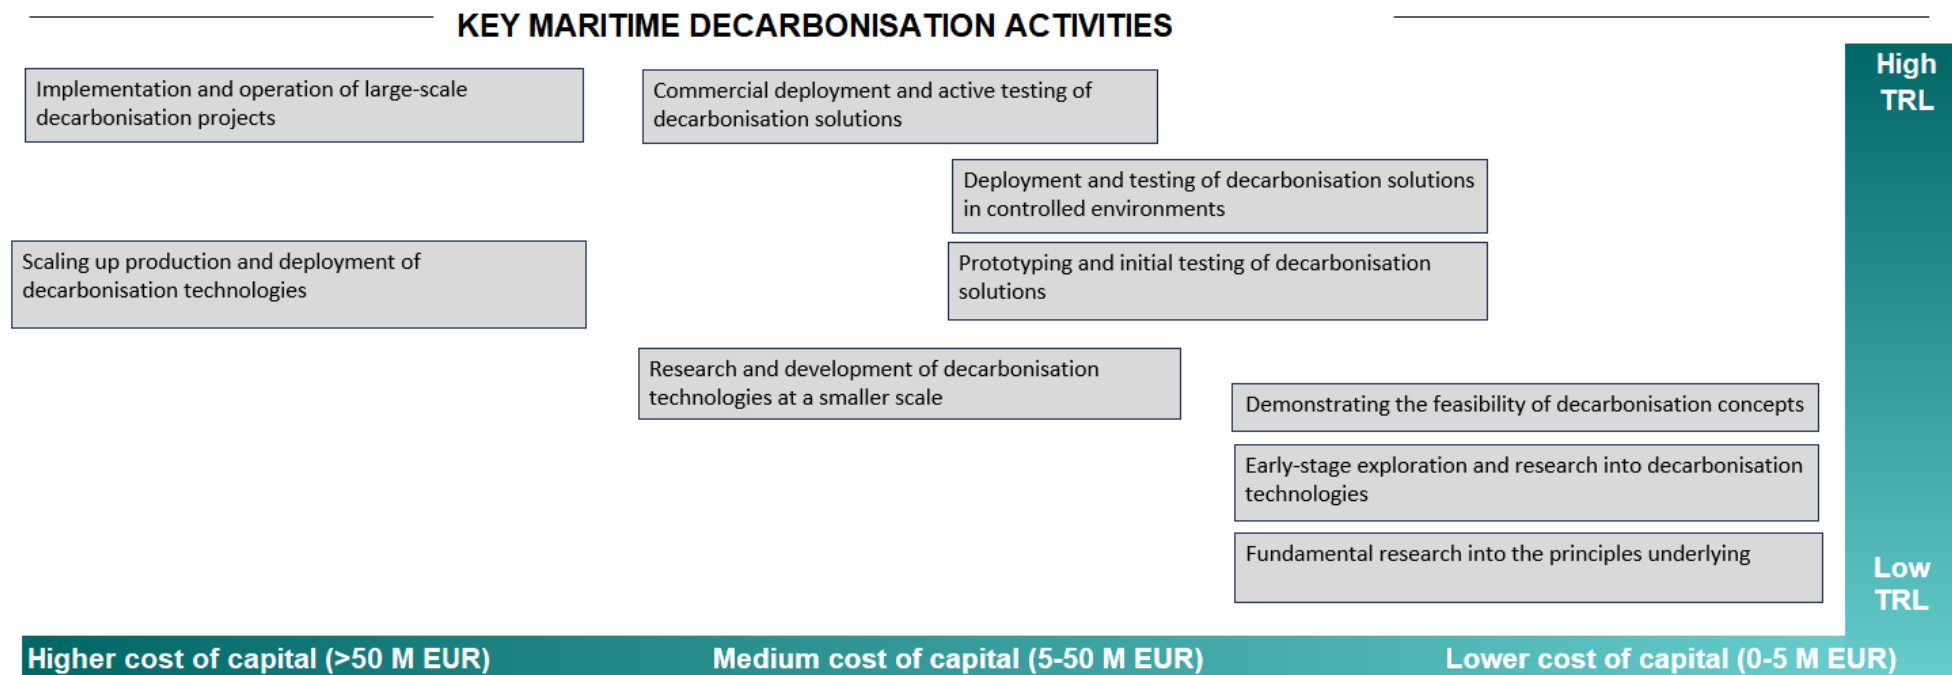 KEY MARITIME DECARBONISATION ACTIVITIES
High
TRL
Implementation and operation of large-scale
decarbonisation projects
Commercial deployment and active testing of
decarbonisation solutions
Deployment and testing of decarbonisation solutions
in controlled environments
Scaling up production and deployment of
decarbonisation technologies
Prototyping and initial testing of decarbonisation
solutions
Research and development of decarbonisation
technologies at a smaller scale
Demonstrating the feasibility of decarbonisation concepts
Early-stage exploration and research into decarbonisation
technologies
Fundamental research into the principles underlying
Low
TRL
Higher cost of capital (>50 M EUR)
Medium cost of capital (5-50 M EUR)
Lower cost of capital (0-5 M EUR)